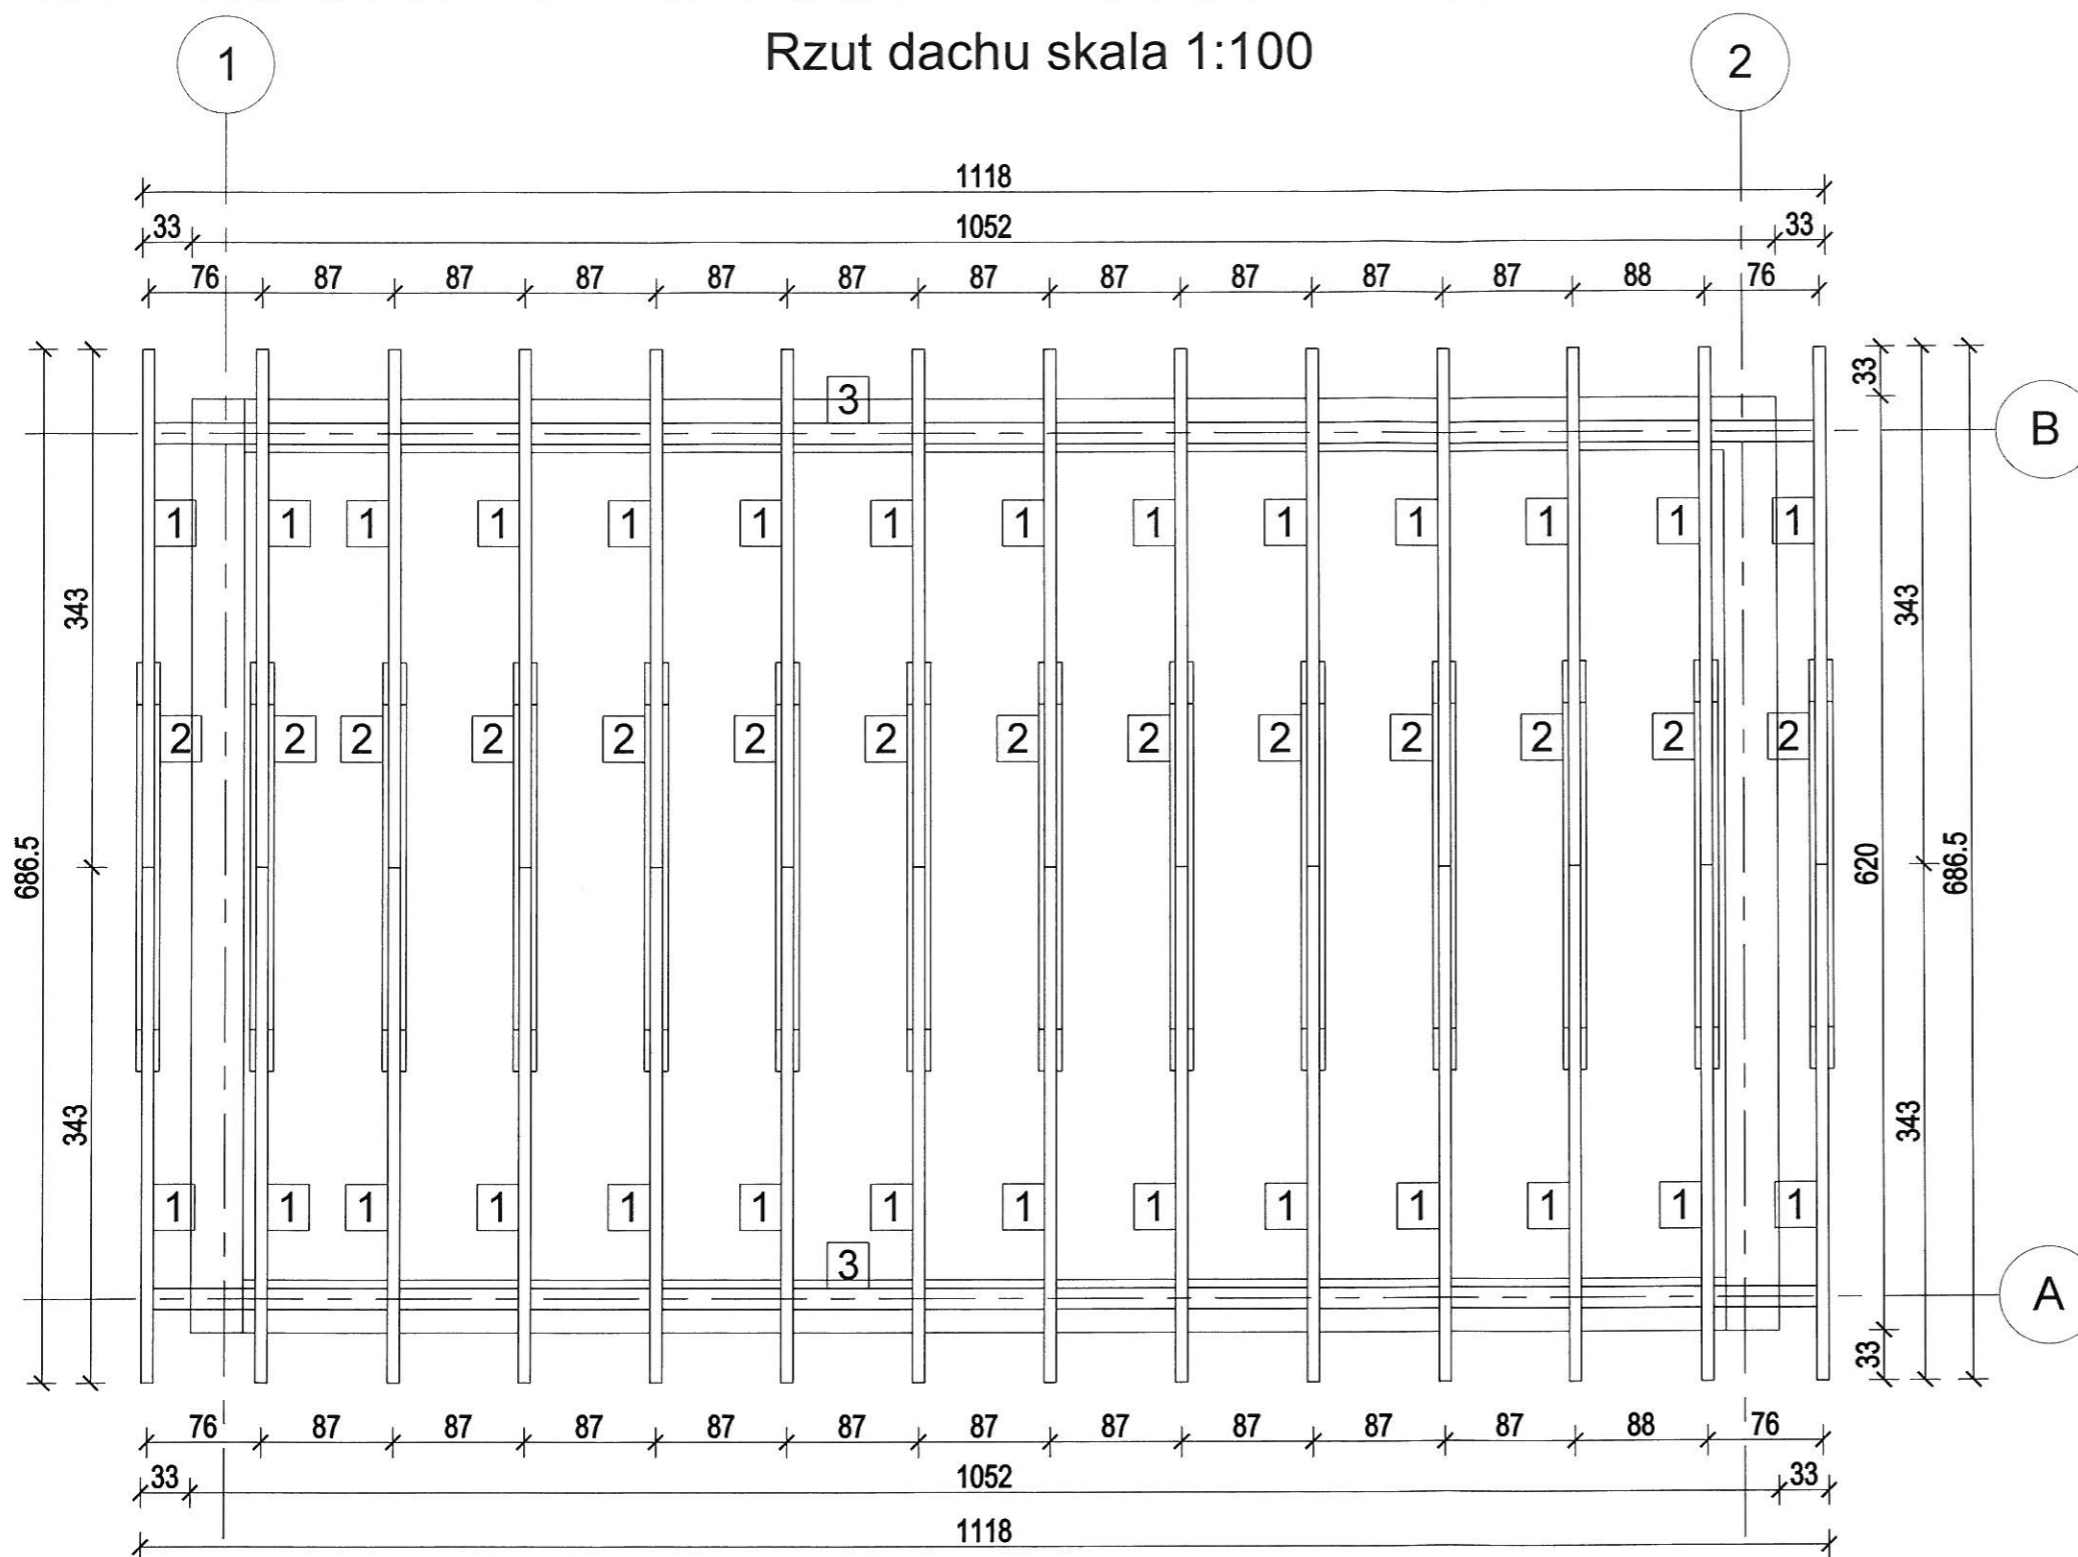 Rzut dachu skala 1:100
1 2
1118
33 1052 33
76 87 87 87 87 87 87 87 87 87 87 88 76
33
3
B
1 1 1 1 1 1 1 1 1 1 1 1 1 1
343 343
2 2 2 2 2 2 2 2 2 2 2 2 2 2
686.5 620 686.5
343 343
1 1 1 1 1 1 1 1 1 1 1 1 1 1
3
A
33
76 87 87 87 87 87 87 87 87 87 87 88 76
33 1052 33
1118